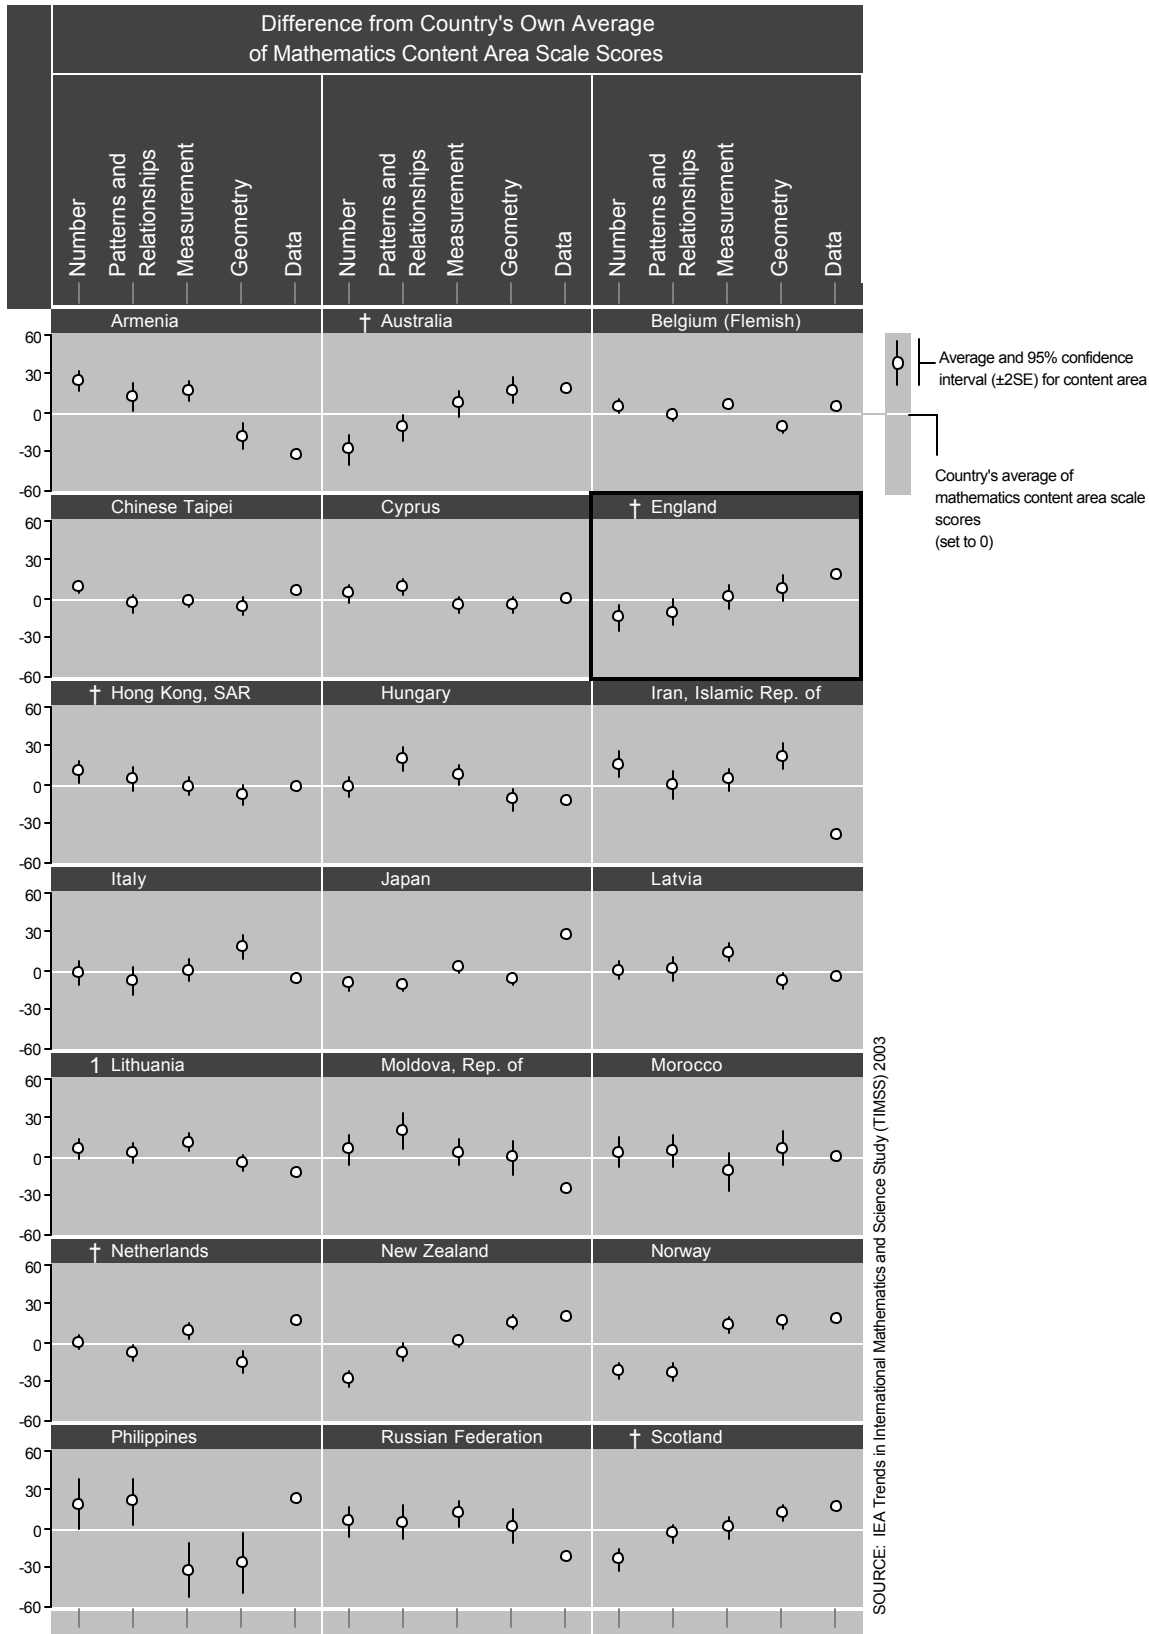 Difference from Country's Own Average
of Mathematics Content Area Scale Scores
Number
Patterns and
Relationships
Measurement
Geometry
Data
Number
Patterns and
Relationships
Measurement
Geometry
Data
Number
Patterns and
Relationships
Measurement
Geometry
Data
Armenia
† Australia
Belgium (Flemish)
60
30
0
-30
-60
Average and 95% confidence
interval (±2SE) for content area
Country's average of
mathematics content area scale
scores
(set to 0)
Chinese Taipei
Cyprus
† England
60
30
0
-30
-60
† Hong Kong, SAR
Hungary
Iran, Islamic Rep. of
60
30
0
-30
-60
Italy
Japan
Latvia
60
30
0
-30
-60
1 Lithuania
Moldova, Rep. of
Morocco
60
30
0
-30
-60
† Netherlands
New Zealand
Norway
60
30
0
-30
-60
Philippines
Russian Federation
† Scotland
60
30
0
-30
-60
SOURCE: IEA Trends in International Mathematics and Science Study (TIMSS) 2003